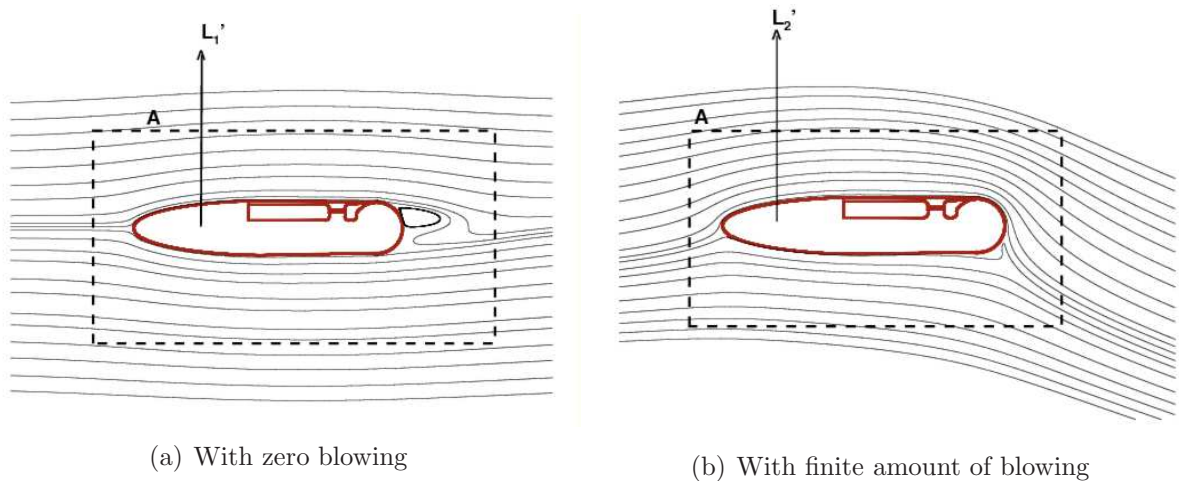 L₁'
A
L₂'
A
(a) With zero blowing
(b) With finite amount of blowing